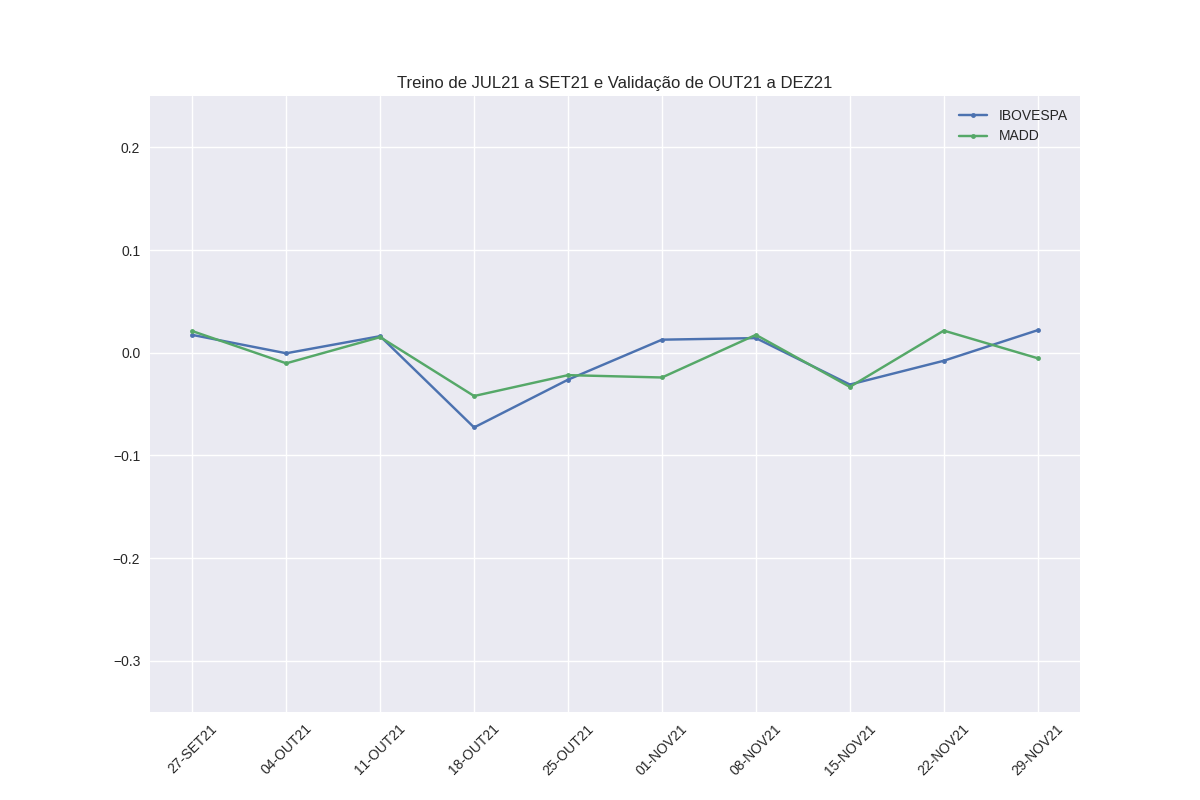 Treino de JUL21 a SET21 e Validação de OUT21 a DEZ21
IBOVESPA
MADD
0.2
0.1
0.0
−0.1
−0.2
−0.3
27-SET21
04-OUT21
11-OUT21
18-OUT21
25-OUT21
01-NOV21
08-NOV21
15-NOV21
22-NOV21
29-NOV21